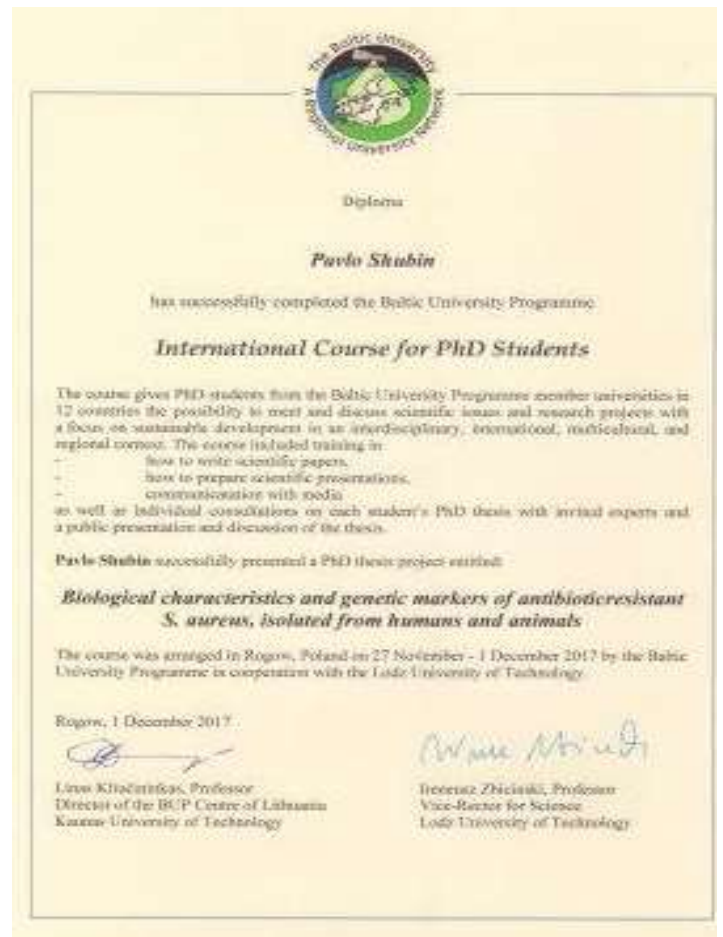 The Baltic University
A Regional University Network
Diploma
Pavlo Shubin
has successfully completed the Baltic University Programme
International Course for PhD Students
The course gives PhD students from the Baltic University Programme member universities in
12 countries the possibility to meet and discuss scientific issues and research projects with
a focus on sustainable development in an interdisciplinary, international, multicultural, and
regional context. The course included training in
- how to write scientific papers,
- how to prepare scientific presentations,
- communication with media
as well as individual consultations on each student's PhD thesis with invited experts and
a public presentation and discussion of the thesis.
Pavlo Shubin successfully presented a PhD thesis project entitled:
Biological characteristics and genetic markers of antibioticresistant
S. aureus, isolated from humans and animals
The course was arranged in Rogow, Poland on 27 November - 1 December 2017 by the Baltic
University Programme in cooperation with the Lodz University of Technology.
Rogow, 1 December 2017
Linas Kliučininkas, Professor
Director of the BUP Centre of Lithuania
Kaunas University of Technology
Ireneusz Zbicinski, Professor
Vice-Rector for Science
Lodz University of Technology